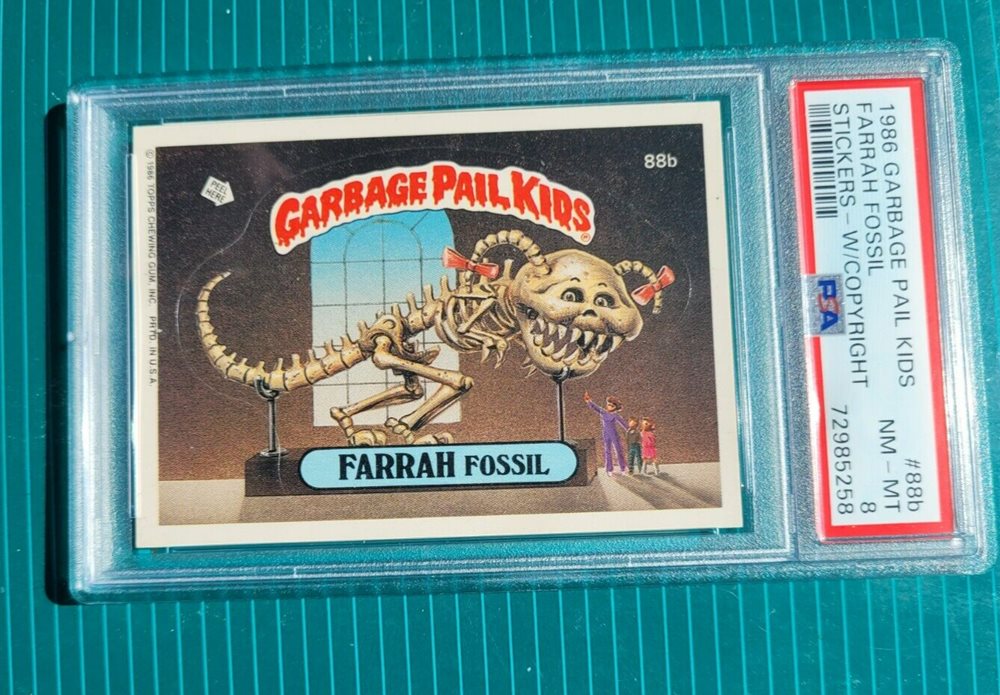 © 1986 TOPPS CHEWING GUM, INC. PRTD. IN U.S.A.
PEEL
HERE
88b
GARBAGE PAIL KIDS®
FARRAH FOSSIL
1986 GARBAGE PAIL KIDS #88b
FARRAH FOSSIL NM - MT
STICKERS - W/COPYRIGHT 8
PSA 72985258